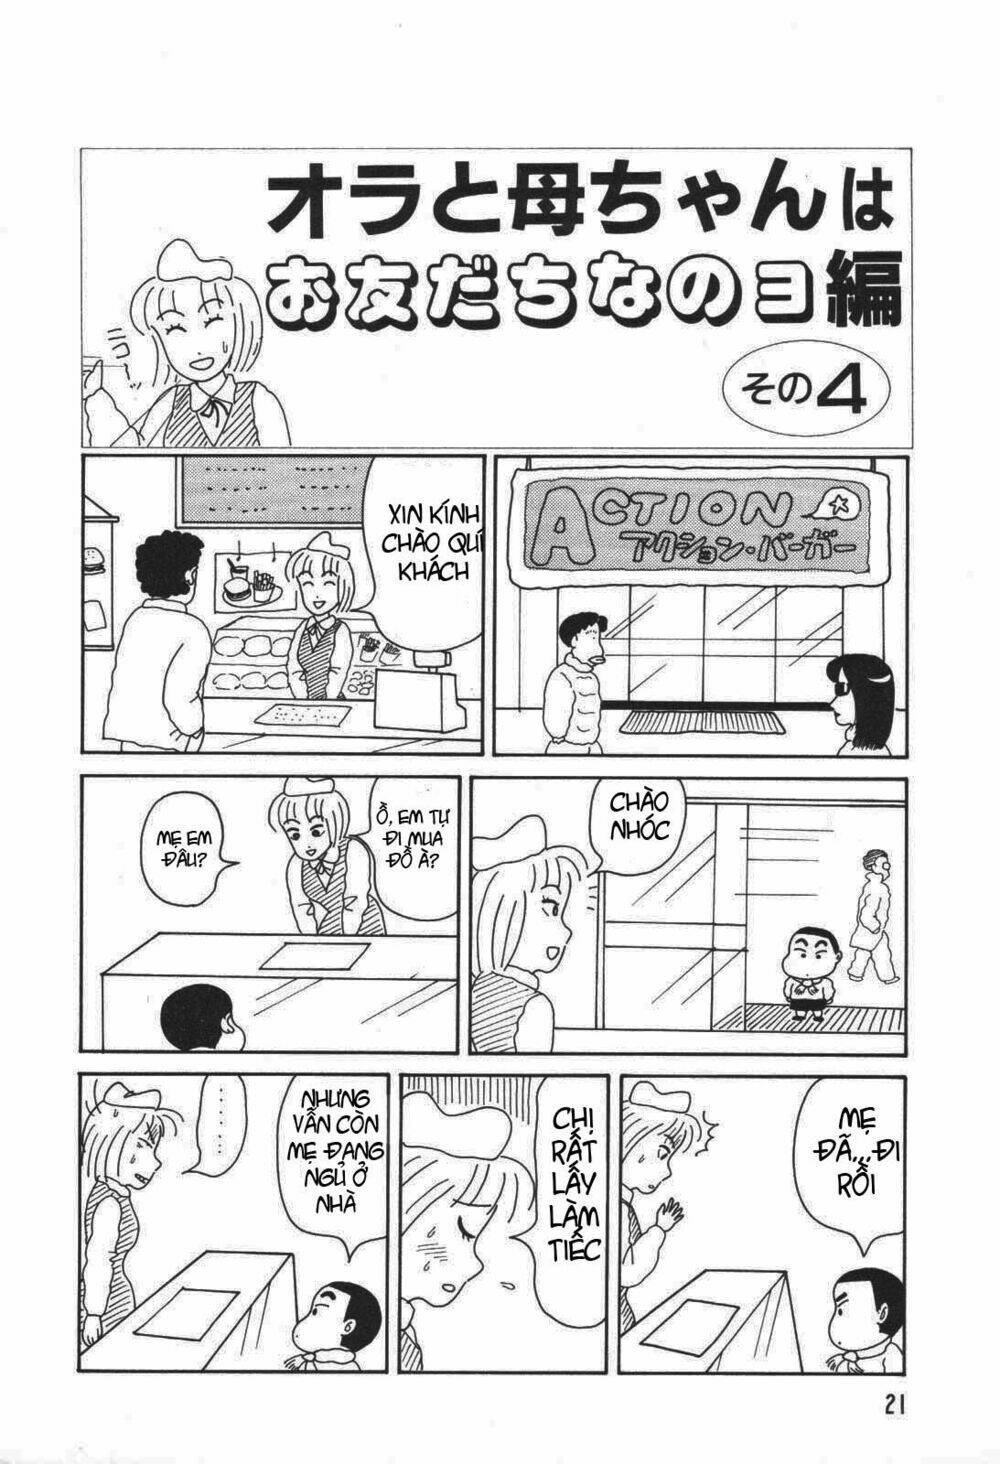 オラと母ちゃんは
お友だちなのヨ編
その4
ニコッ
ACTION
アクション・バーガー
XIN KÍNH
CHÀO QUÍ
KHÁCH
CHÀO
NHÓC
Ồ, EM TỰ
ĐI MUA
ĐỒ À?
MẸ EM
ĐÂU?
MẸ
ĐÃ...ĐI
RỒI
CHỊ
RẤT
LẤY
LÀM
TIẾC
NHƯNG
VẪN CÒN
MẸ ĐANG
NGỦ Ở
NHÀ
......
21